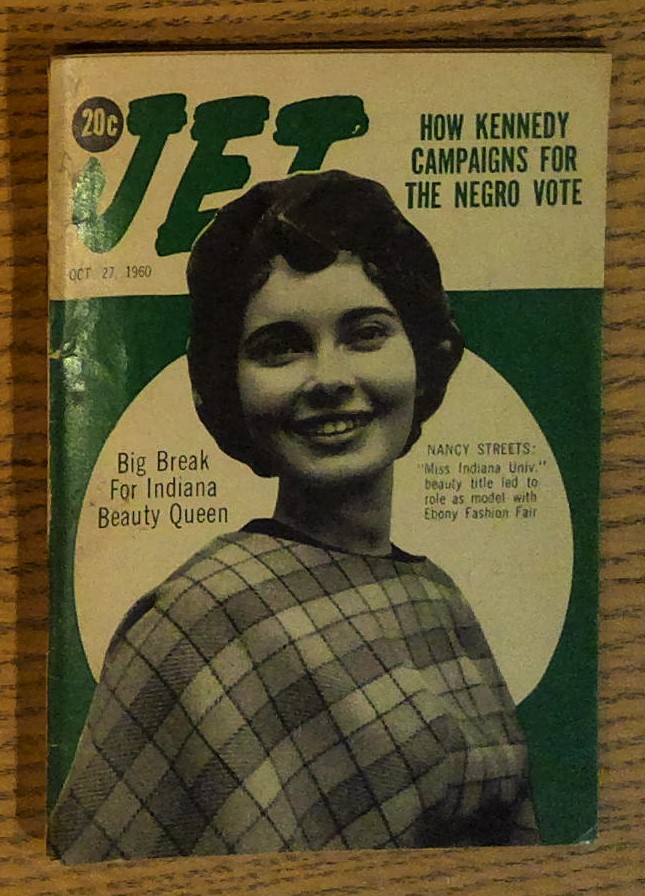 20c
JET
HOW KENNEDY
CAMPAIGNS FOR
THE NEGRO VOTE
OCT 27, 1960
Big Break
For Indiana
Beauty Queen
NANCY STREETS:
"Miss Indiana Univ."
beauty title led to
role as model with
Ebony Fashion Fair